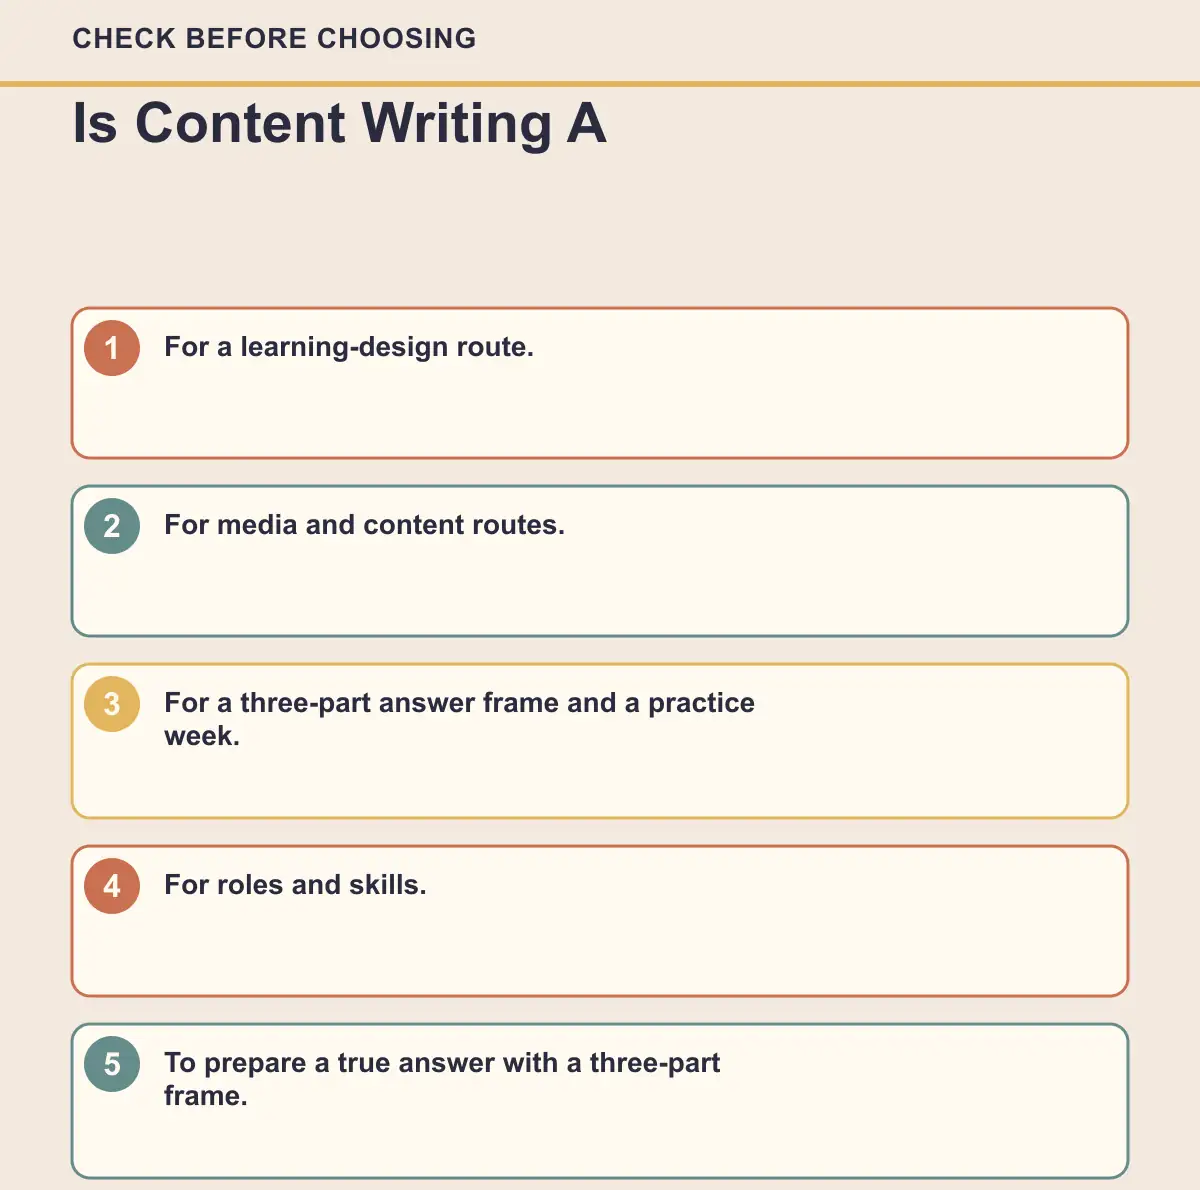 CHECK BEFORE CHOOSING
Is Content Writing A
1
For a learning-design route.
2
For media and content routes.
3
For a three-part answer frame and a practice
week.
4
For roles and skills.
5
To prepare a true answer with a three-part
frame.